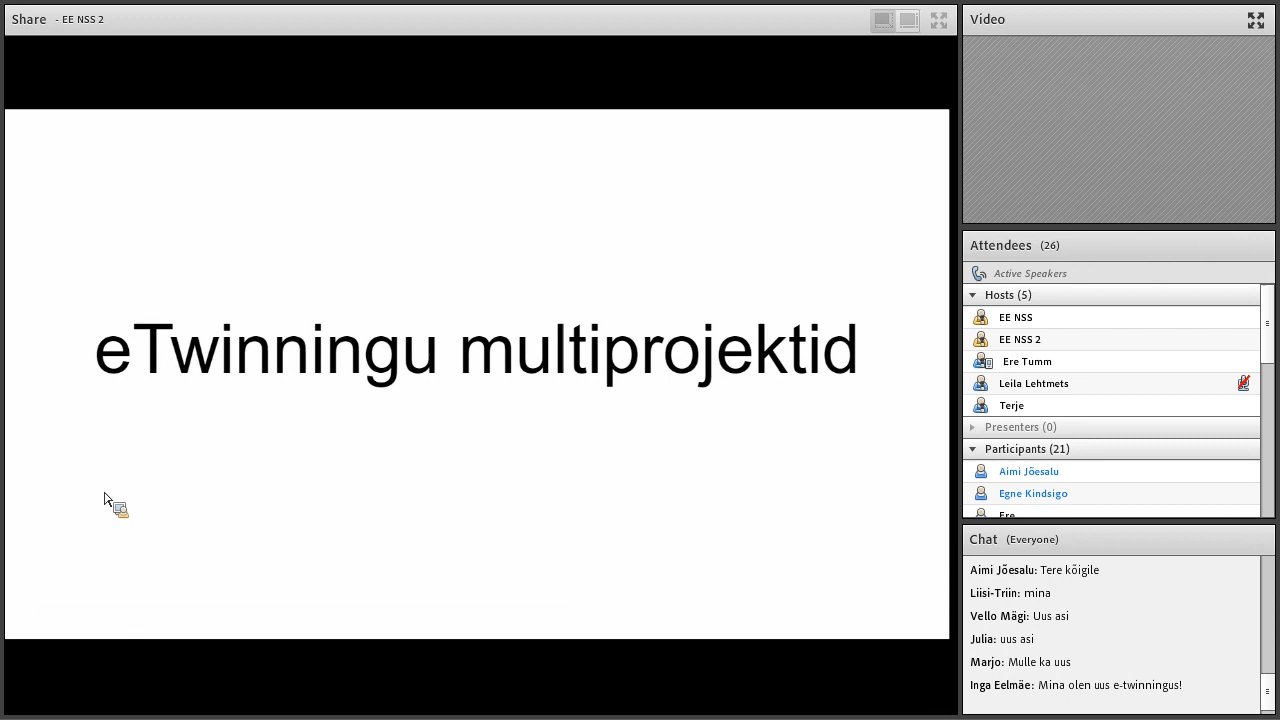 Share - EE NSS 2
eTwinningu multiprojektid
Video
Attendees (26)
Active Speakers
Hosts (5)
EE NSS
EE NSS 2
Ere Tumm
Leila Lehtmets
Terje
Presenters (0)
Participants (21)
Aimi Jõesalu
Egne Kindsigo
Ere
Chat (Everyone)
Aimi Jõesalu: Tere kõigile
Liisi-Triin: mina
Vello Mägi: Uus asi
Julia: uus asi
Marjo: Mulle ka uus
Inga Eelmäe: Mina olen uus e-twinningus!